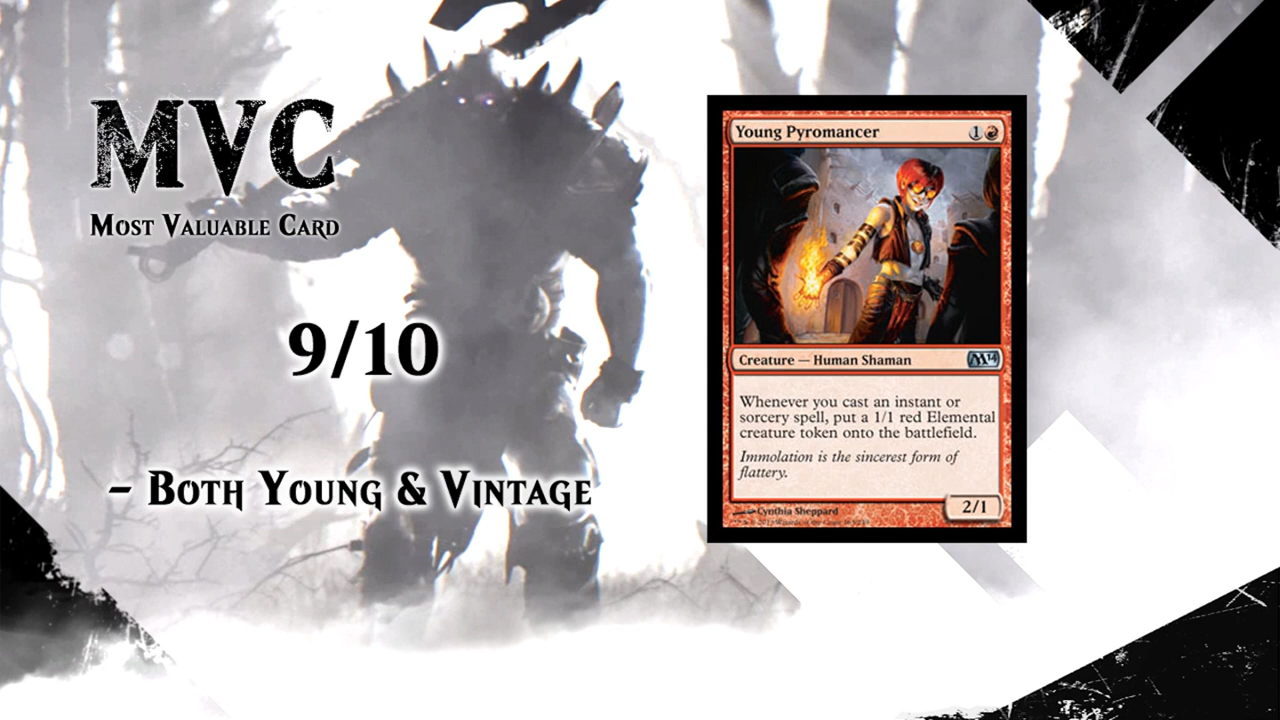 MVC
Most Valuable Card
9/10
– Both Young & Vintage
Young Pyromancer 1
Creature — Human Shaman M14
Whenever you cast an instant or
sorcery spell, put a 1/1 red Elemental
creature token onto the battlefield.
Immolation is the sincerest form of
flattery.
2/1
Cynthia Sheppard